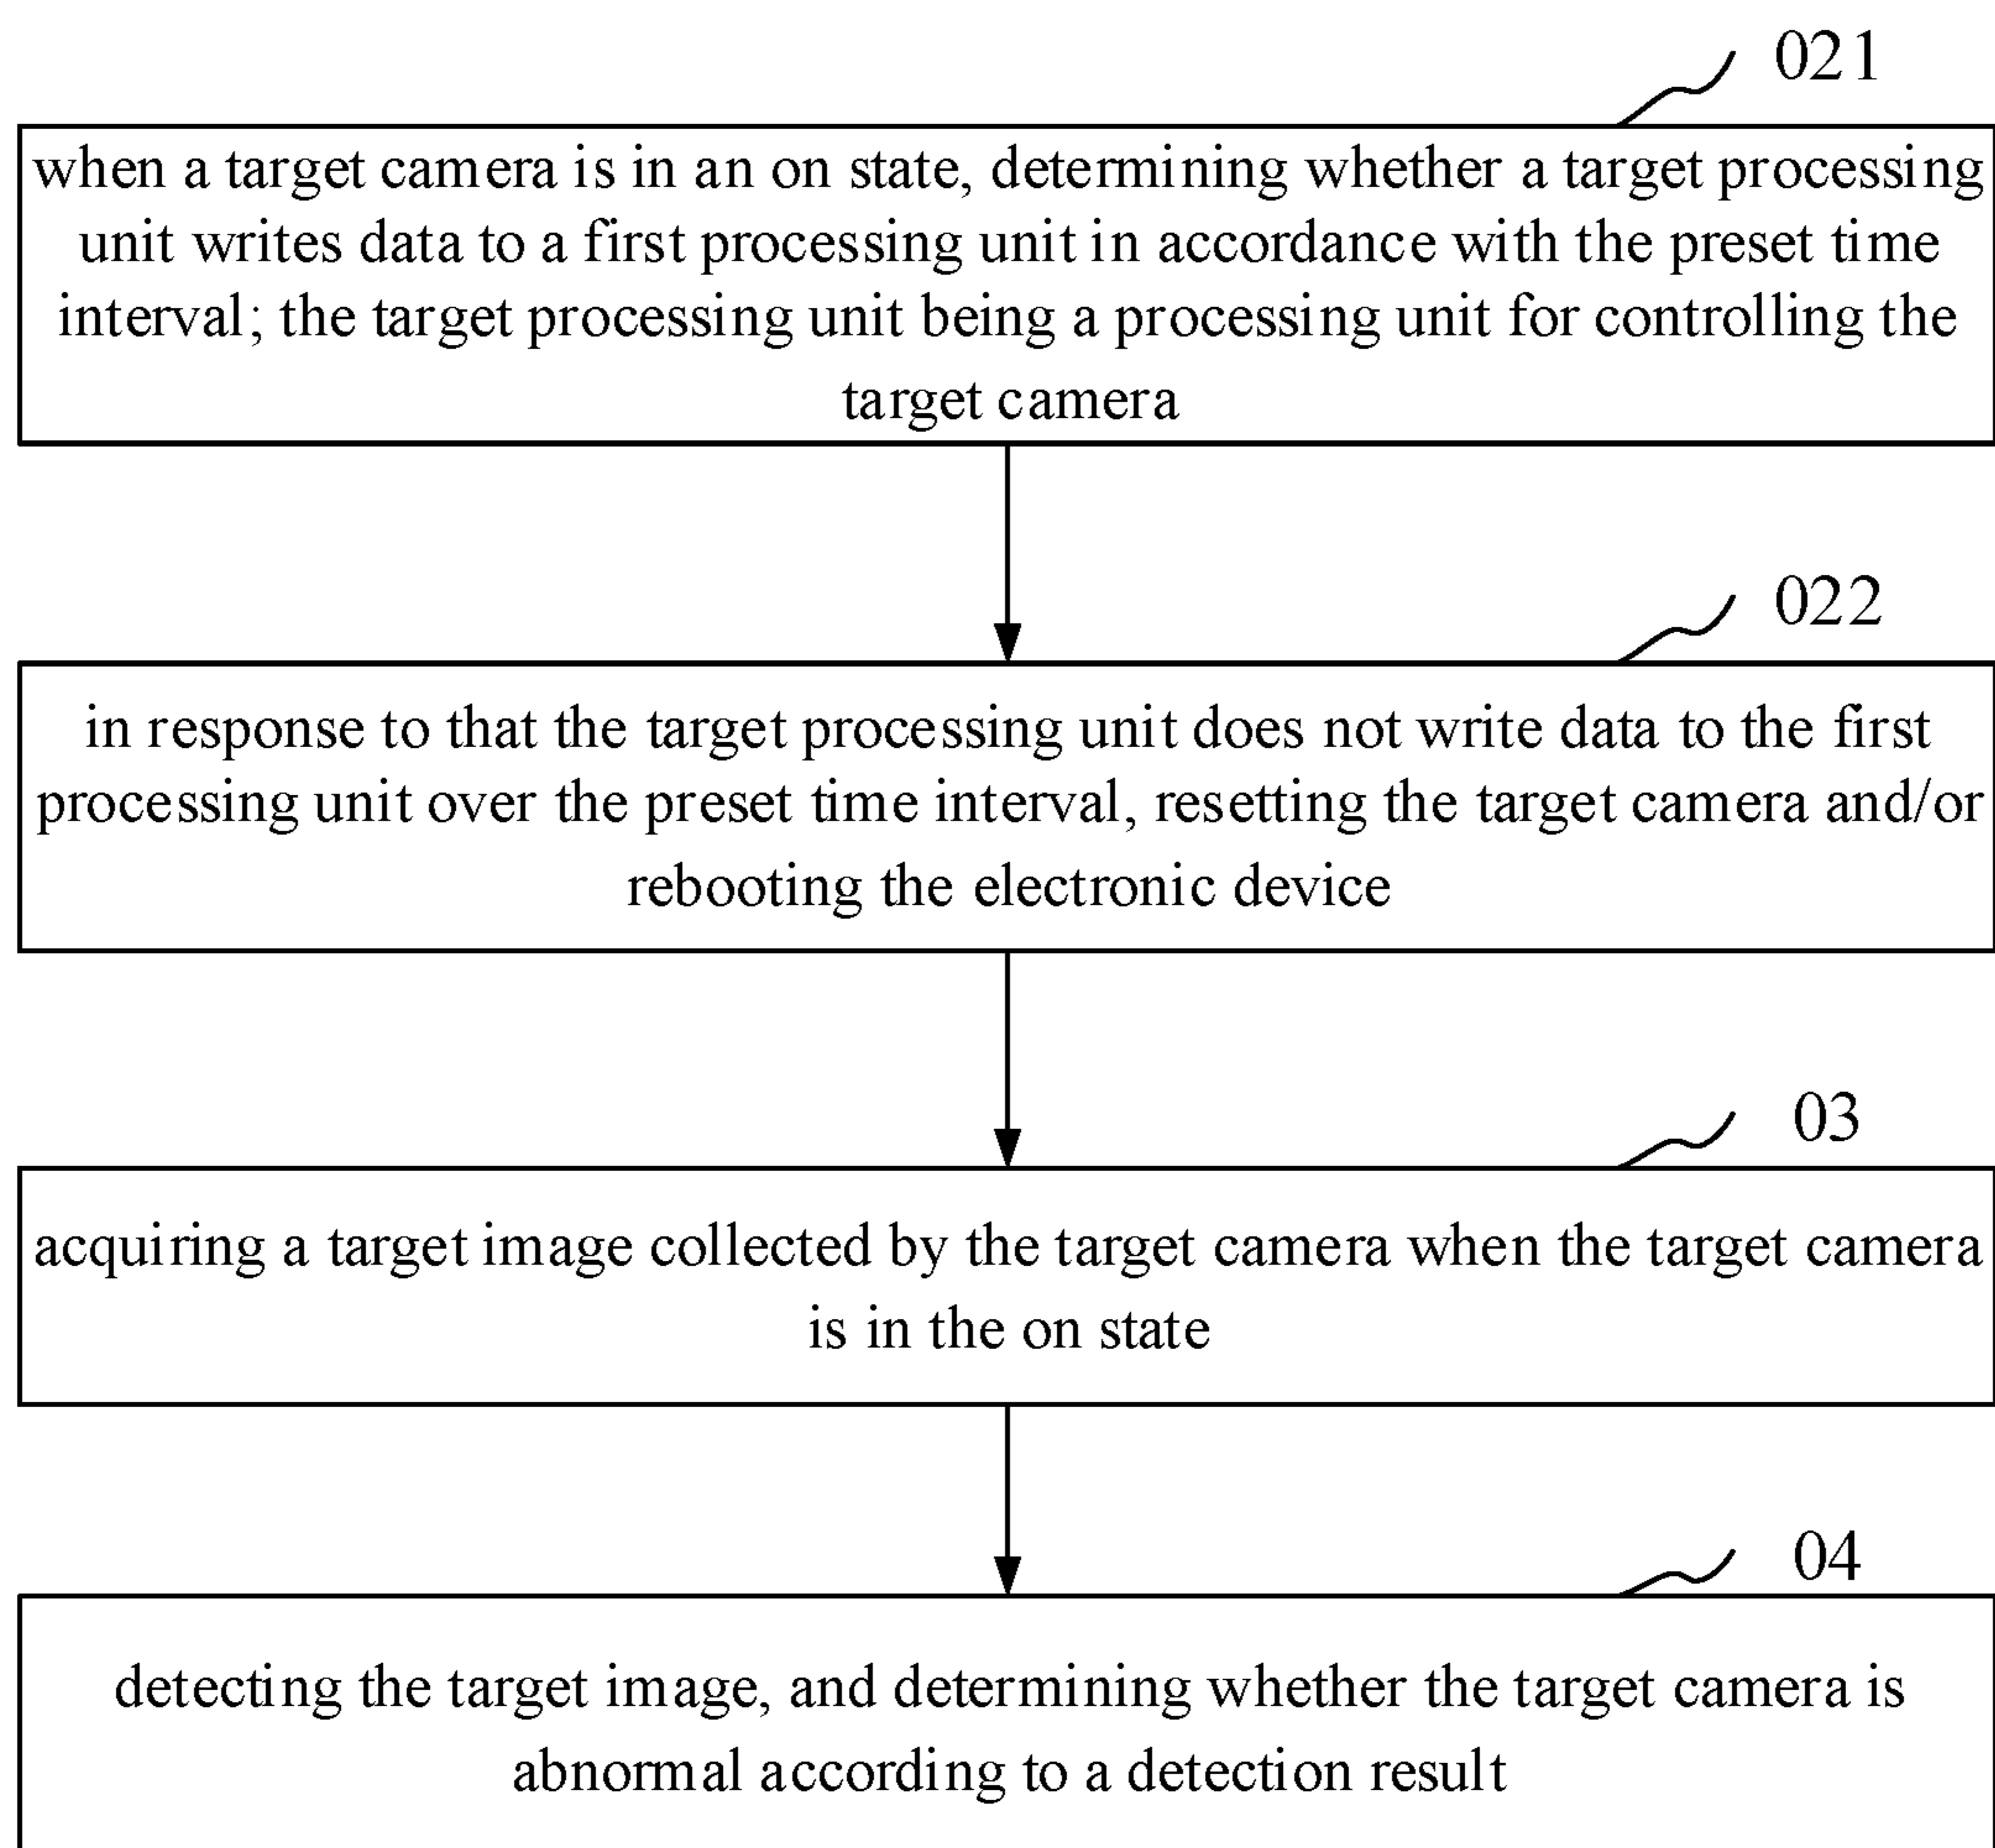 021
when a target camera is in an on state, determining whether a target processing
unit writes data to a first processing unit in accordance with the preset time
interval; the target processing unit being a processing unit for controlling the
target camera
022
in response to that the target processing unit does not write data to the first
processing unit over the preset time interval, resetting the target camera and/or
rebooting the electronic device
03
acquiring a target image collected by the target camera when the target camera
is in the on state
04
detecting the target image, and determining whether the target camera is
abnormal according to a detection result